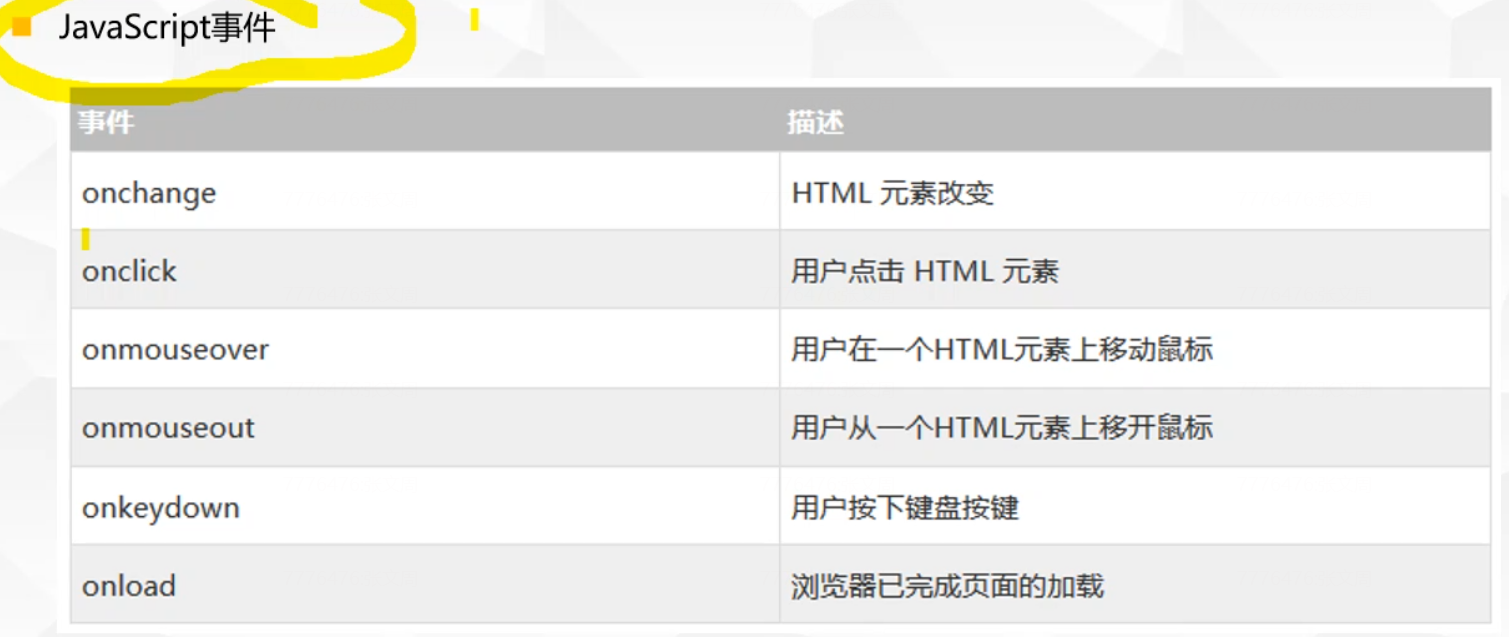 JavaScript事件
事件 描述
onchange HTML 元素改变
onclick 用户点击 HTML 元素
onmouseover 用户在一个HTML元素上移动鼠标
onmouseout 用户从一个HTML元素上移开鼠标
onkeydown 用户按下键盘按键
onload 浏览器已完成页面的加载